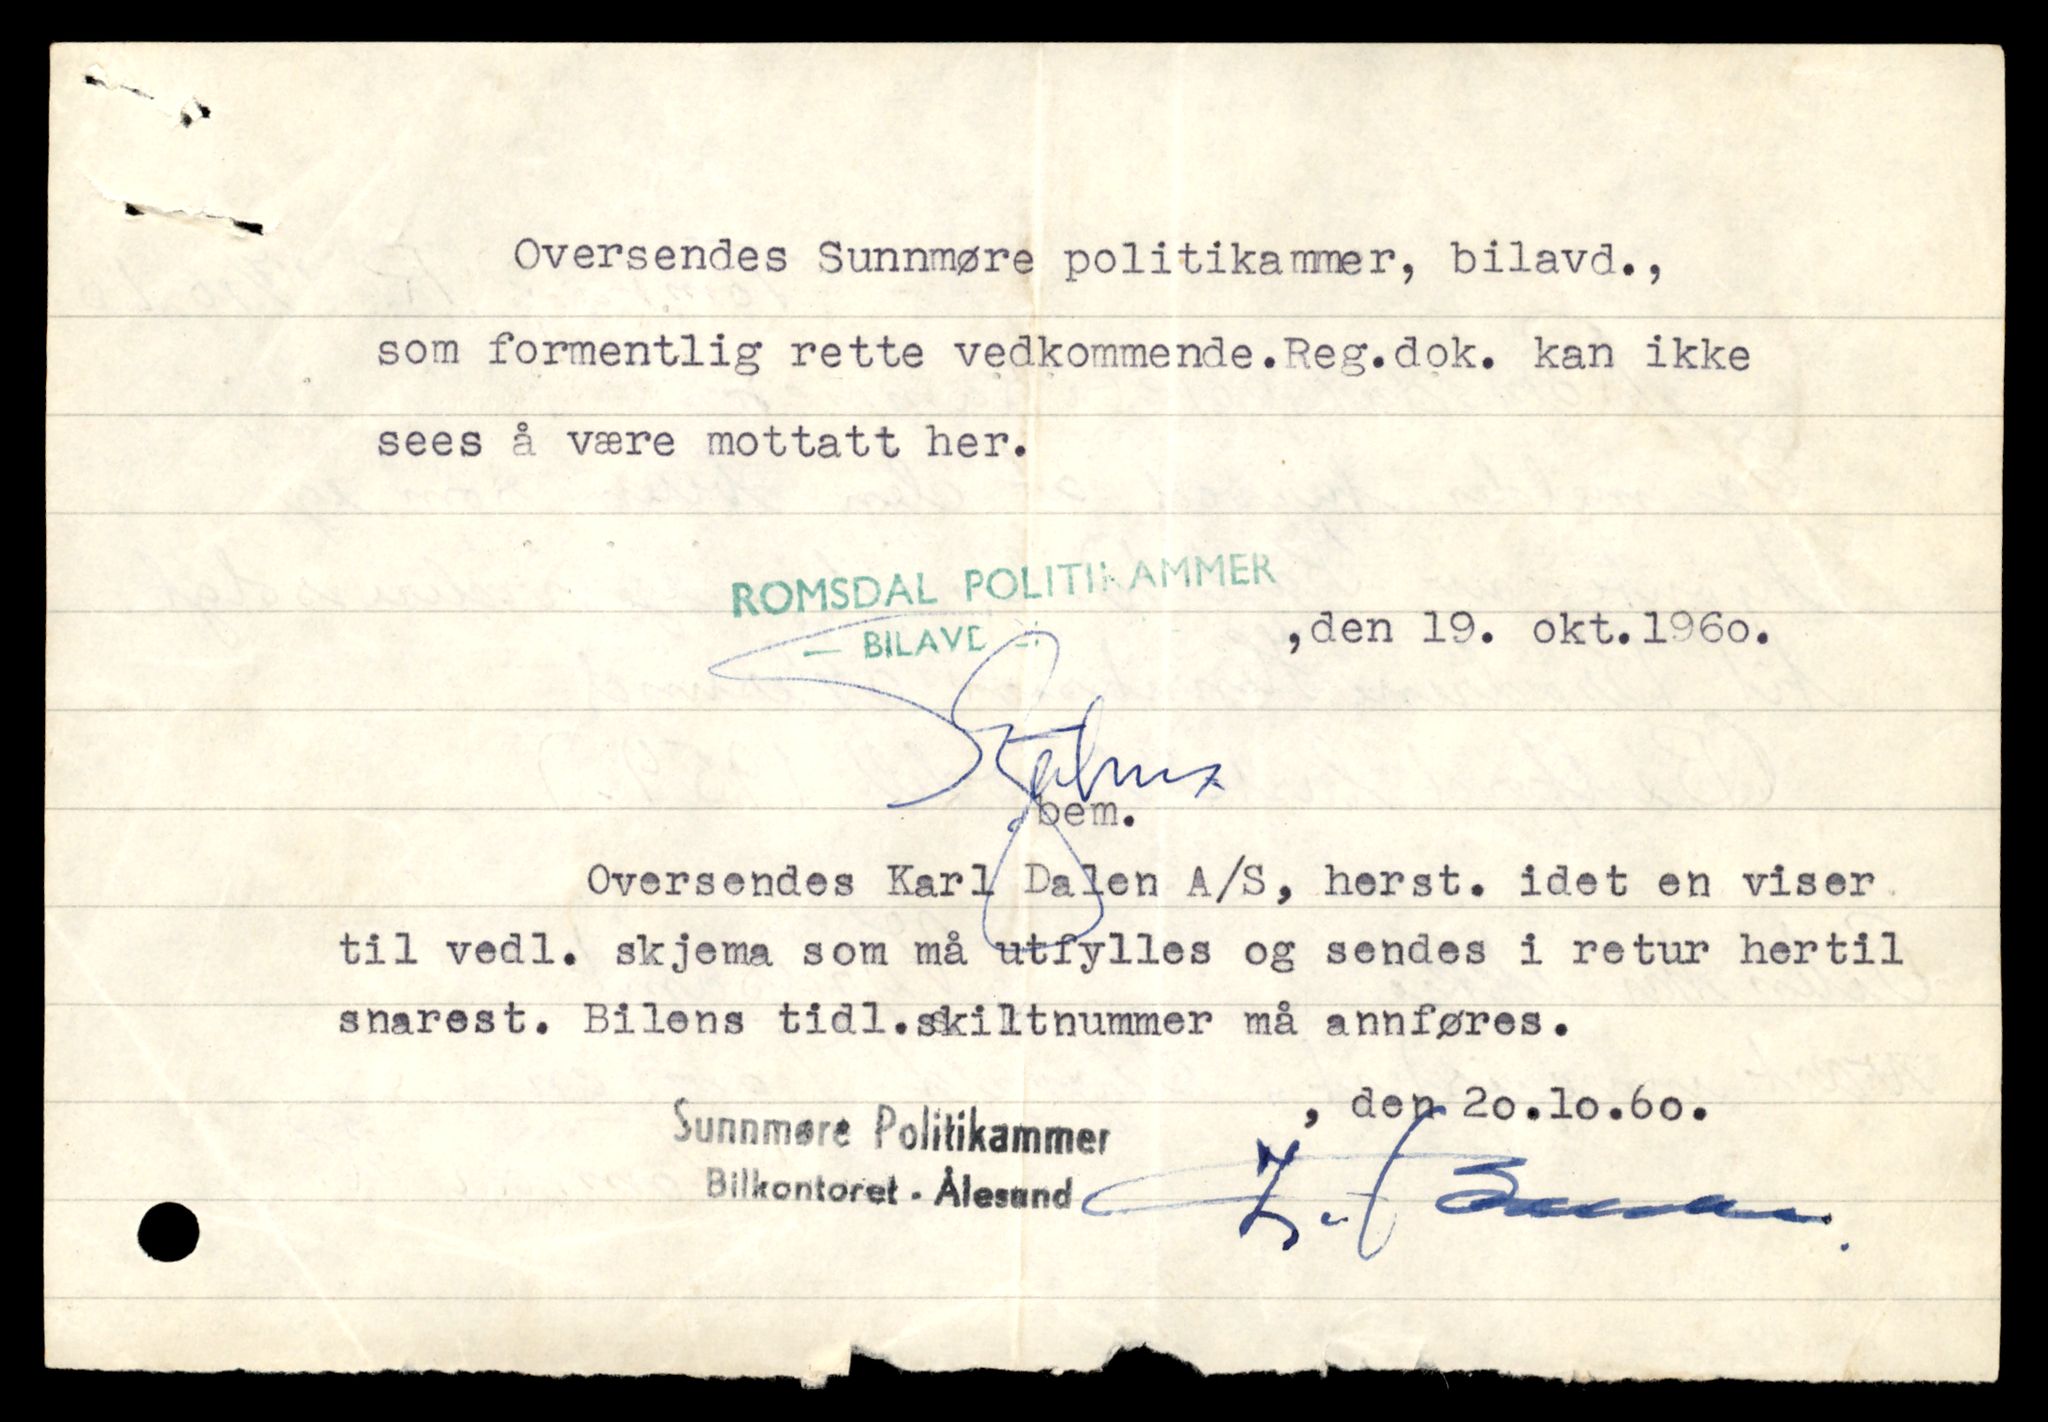 Oversendes Sunnmøre politikammer, bilavd.,
som formentlig rette vedkommende.Reg.dok. kan ikke
sees å være mottatt her.
ROMSDAL POLITIKAMMER
— BILAVD
,den 19. okt.1960.
bem.
Oversendes Karl Dalen A/S, herst. idet en viser
til vedl. skjema som må utfylles og sendes i retur hertil
snarest. Bilens tidl.skiltnummer må annføres.
, den 20.10.60.
Sunnmøre Politikammer
Bilkontoret - Ålesund